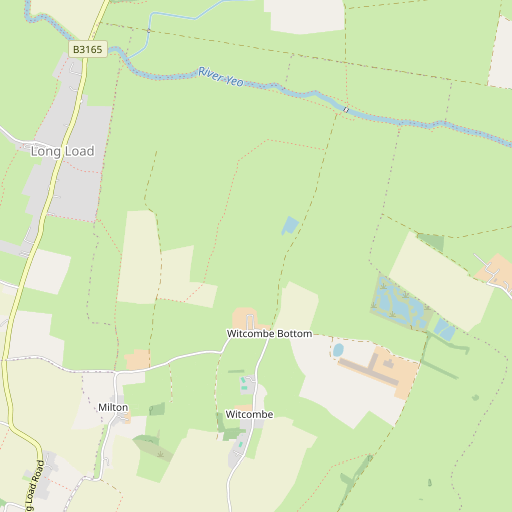 B3165
River Yeo
Long Load
Witcombe Bottom
Milton
Witcombe
g Load Road